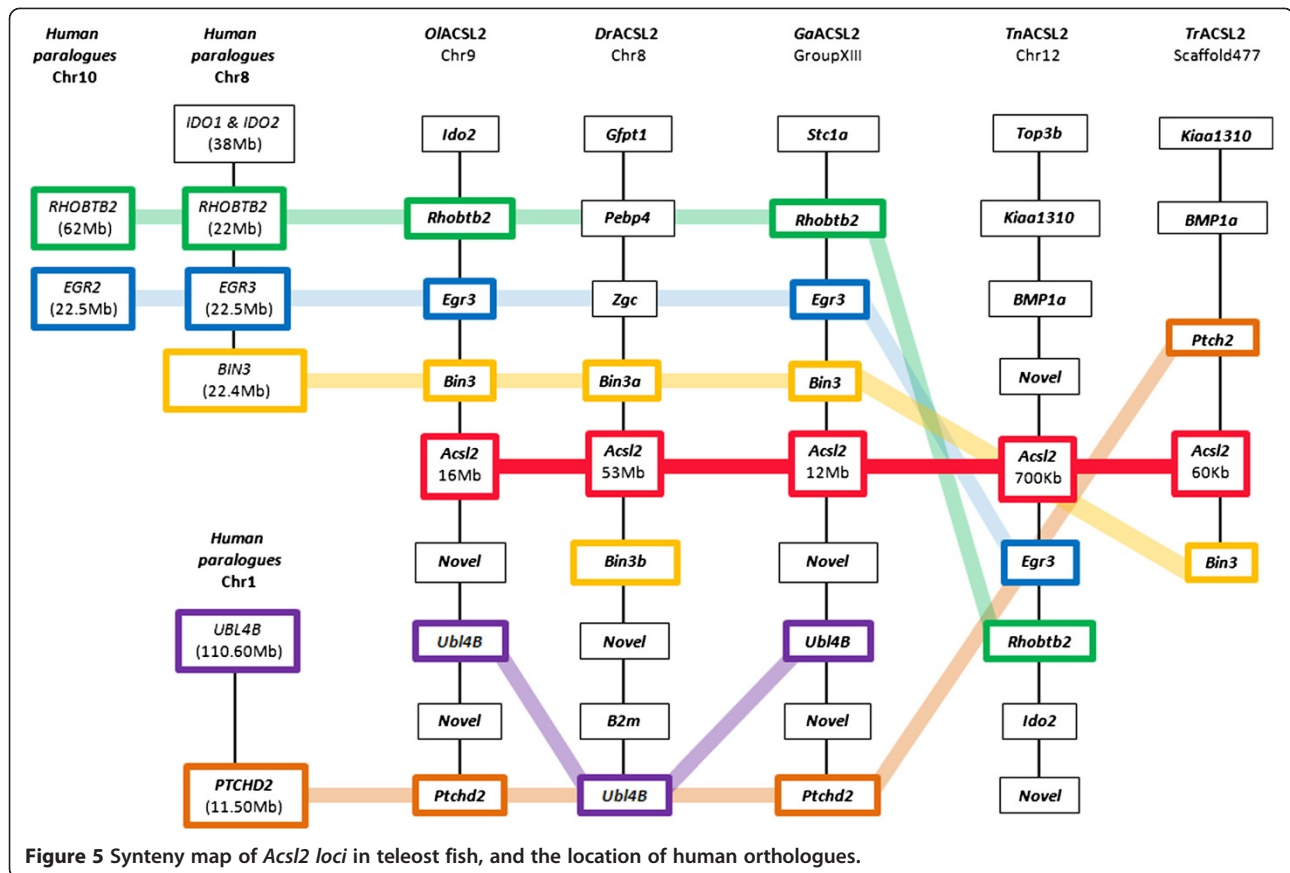 Human
paralogues
Chr10
Human
paralogues
Chr8
OlACSL2
Chr9
DrACSL2
Chr8
GaACSL2
GroupXIII
TnACSL2
Chr12
TrACSL2
Scaffold477
IDO1 & IDO2
(38Mb)
Ido2
Gfpt1
Stc1a
Top3b
Kiaa1310
RHOBTB2
(62Mb)
RHOBTB2
(22Mb)
Rhobtb2
Pebp4
Rhobtb2
Kiaa1310
BMP1a
EGR2
(22.5Mb)
EGR3
(22.5Mb)
Egr3
Zgc
Egr3
BMP1a
Ptch2
BIN3
(22.4Mb)
Bin3
Bin3a
Bin3
Novel
Acsl2
16Mb
Acsl2
53Mb
Acsl2
12Mb
Acsl2
700Kb
Acsl2
60Kb
Human
paralogues
Chr1
Novel
Bin3b
Novel
Egr3
Bin3
UBL4B
(110.60Mb)
Ubl4B
Novel
Ubl4B
Rhobtb2
Novel
B2m
Novel
Ido2
PTCHD2
(11.50Mb)
Ptchd2
Ubl4B
Ptchd2
Novel
Figure 5 Synteny map of Acsl2 loci in teleost fish, and the location of human orthologues.